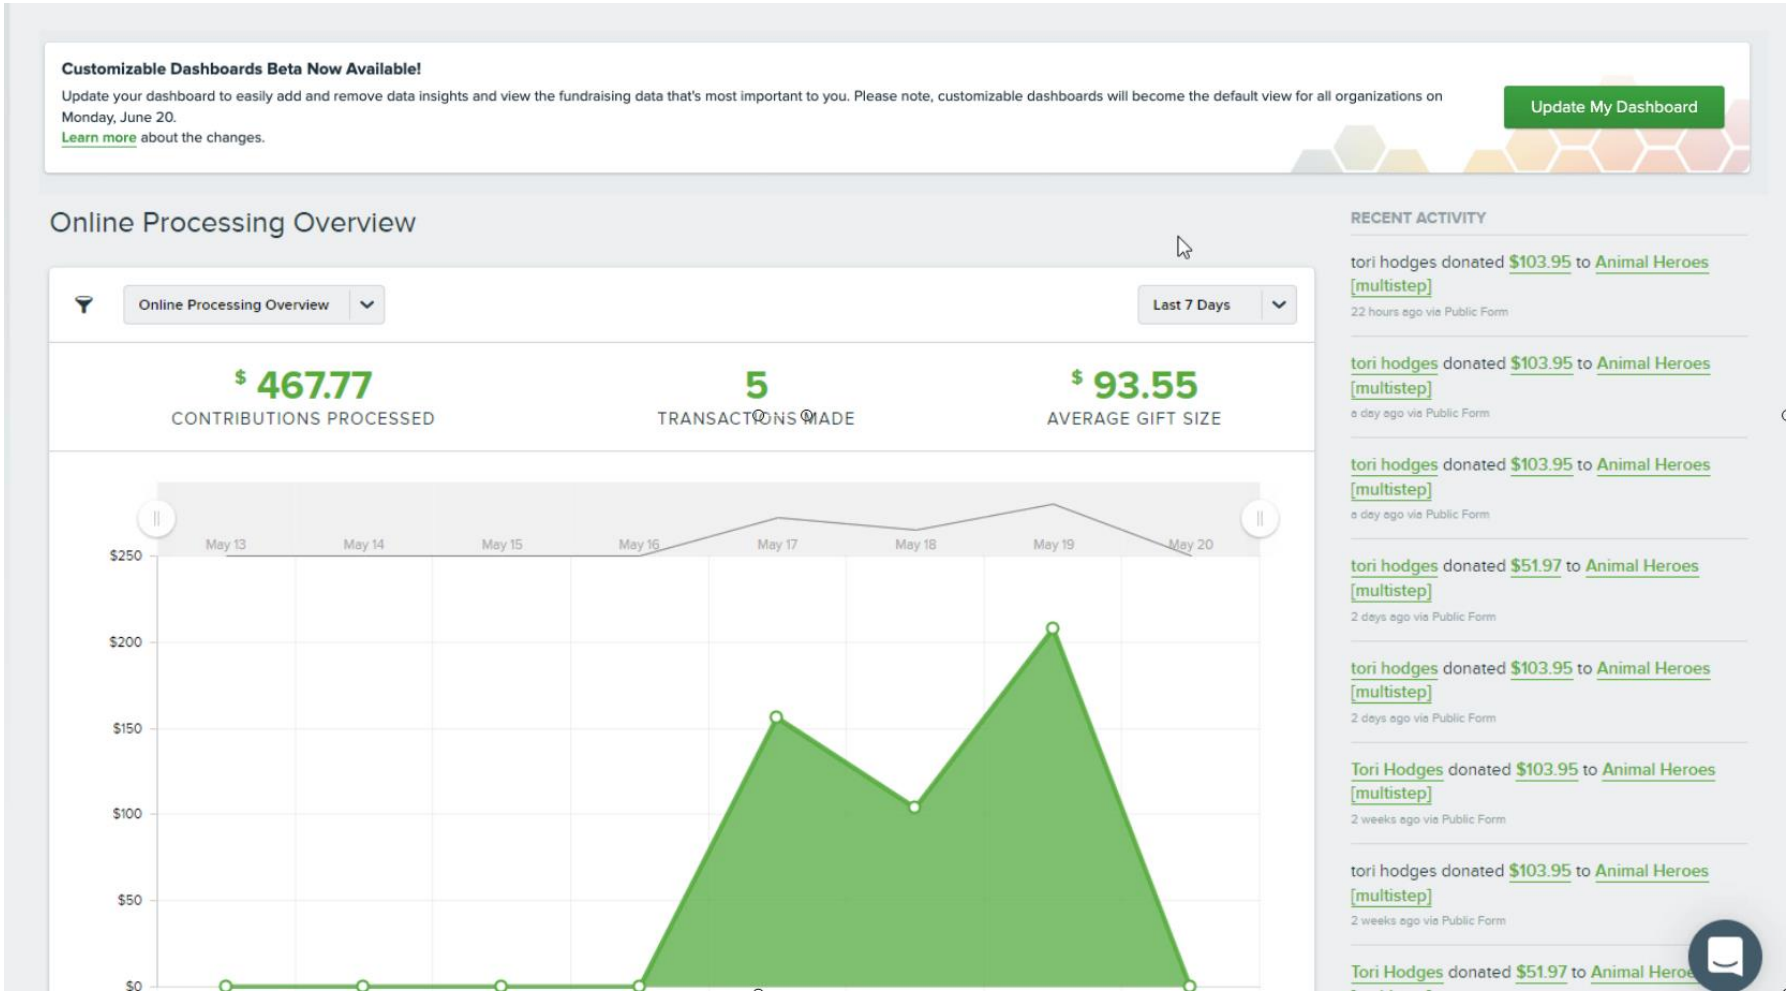 Customizable Dashboards Beta Now Available!
Update your dashboard to easily add and remove data insights and view the fundraising data that's most important to you. Please note, customizable dashboards will become the default view for all organizations on
Monday, June 20.
Learn more about the changes.
Update My Dashboard
Online Processing Overview
Online Processing Overview
Last 7 Days
$ 467.77
CONTRIBUTIONS PROCESSED
5
TRANSACTIONS MADE
$ 93.55
AVERAGE GIFT SIZE
May 13
May 14
May 15
May 16
May 17
May 18
May 19
May 20
$250
$200
$150
$100
$50
$0
RECENT ACTIVITY
tori hodges donated $103.95 to Animal Heroes
[multistep]
22 hours ago via Public Form
tori hodges donated $103.95 to Animal Heroes
[multistep]
a day ago via Public Form
tori hodges donated $103.95 to Animal Heroes
[multistep]
a day ago via Public Form
tori hodges donated $51.97 to Animal Heroes
[multistep]
2 days ago via Public Form
tori hodges donated $103.95 to Animal Heroes
[multistep]
2 days ago via Public Form
Tori Hodges donated $103.95 to Animal Heroes
[multistep]
2 weeks ago via Public Form
tori hodges donated $103.95 to Animal Heroes
[multistep]
2 weeks ago via Public Form
Tori Hodges donated $51.97 to Animal Heroe